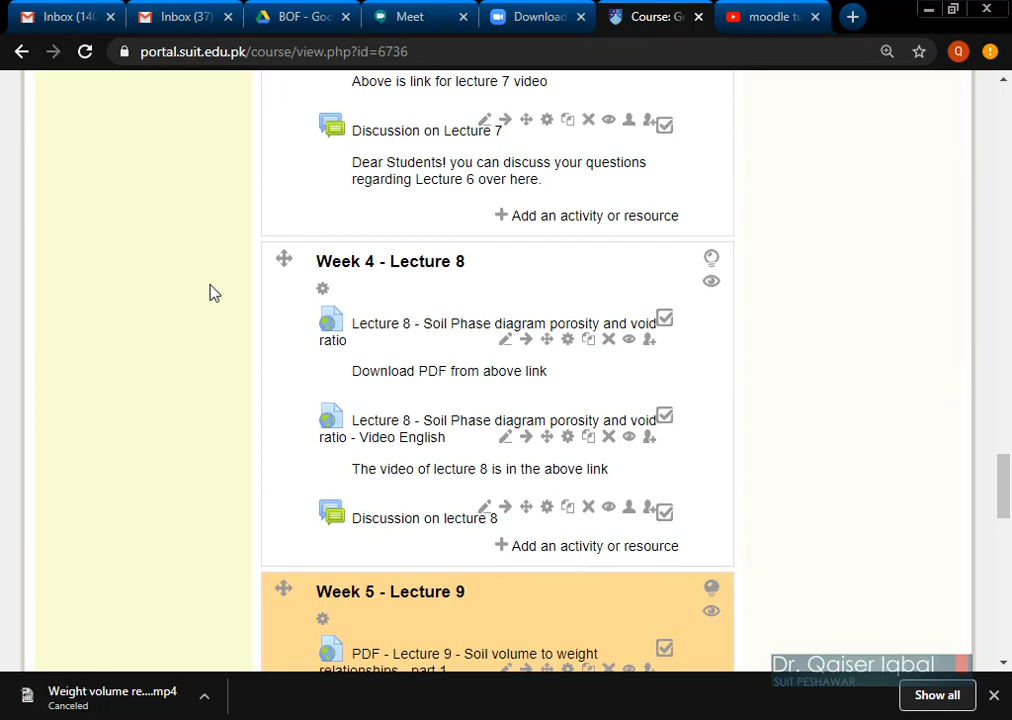 Inbox (140
Inbox (37)
BOF - Goo
Meet
Download
Course: Ge
moodle tu
portal.suit.edu.pk/course/view.php?id=6736
Q
Above is link for lecture 7 video
Discussion on Lecture 7
Dear Students! you can discuss your questions
regarding Lecture 6 over here.
Add an activity or resource
Week 4 - Lecture 8
Lecture 8 - Soil Phase diagram porosity and void
ratio
Download PDF from above link
Lecture 8 - Soil Phase diagram porosity and void
ratio - Video English
The video of lecture 8 is in the above link
Discussion on lecture 8
Add an activity or resource
Week 5 - Lecture 9
PDF - Lecture 9 - Soil volume to weight
relationships - part 1
Dr. Qaiser Iqbal
SUIT PESHAWAR
Weight volume re....mp4
Canceled
Show all